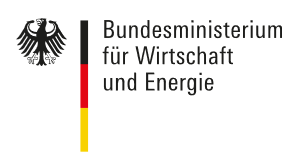 Bundesministerium
für Wirtschaft
und Energie